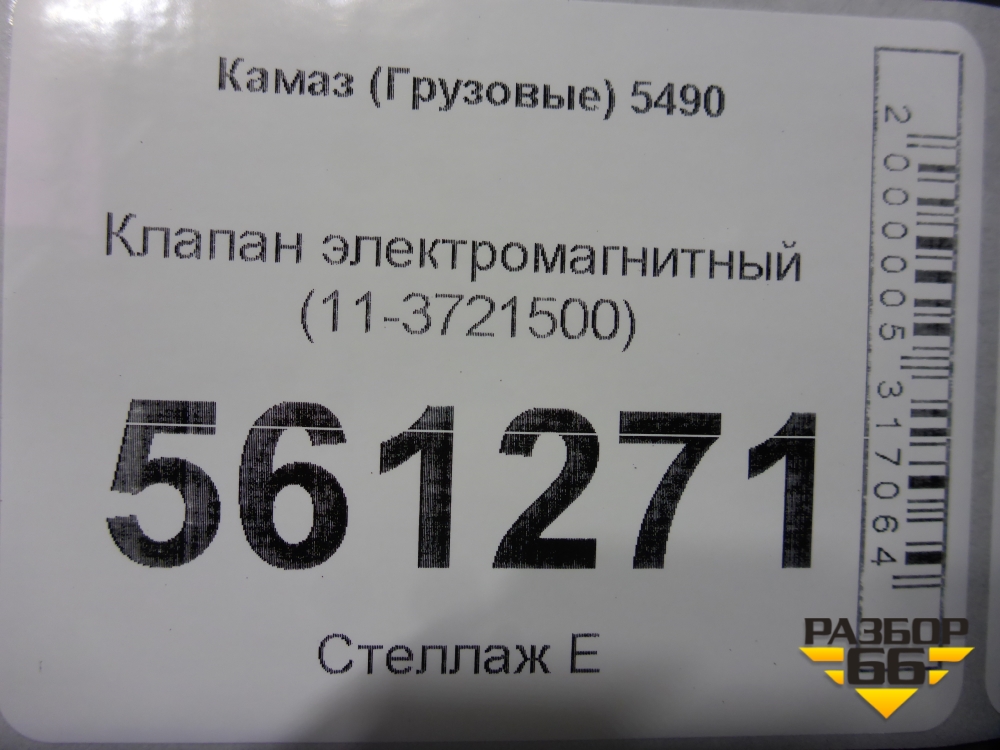 Камаз (Грузовые) 5490
Клапан электромагнитный
(11-3721500)
561271
Стеллаж Е
2000005317064
РАЗБОР
66